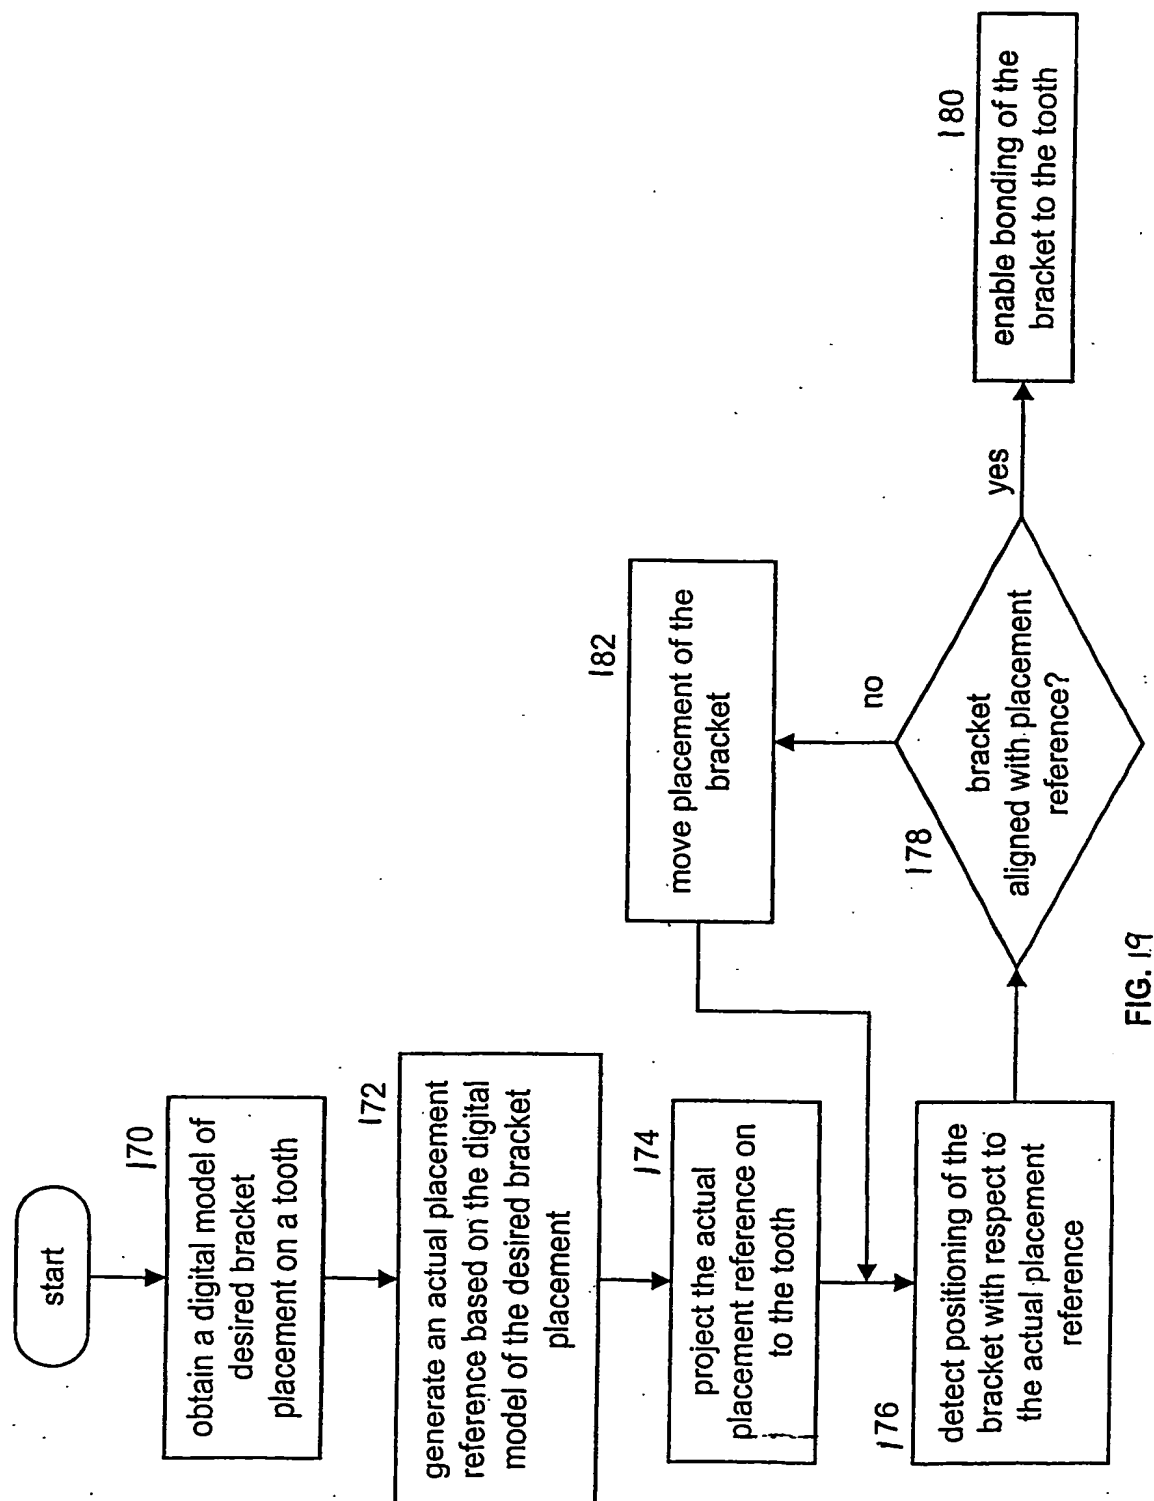 start
170
obtain a digital model of
desired bracket
placement on a tooth
172
generate an actual placement
reference based on the digital
model of the desired bracket
placement
174
project the actual
placement reference on
to the tooth
176
detect positioning of the
bracket with respect to
the actual placement
reference
178
bracket
aligned with placement
reference?
no
182
move placement of the
bracket
yes
180
enable bonding of the
bracket to the tooth
FIG. 19